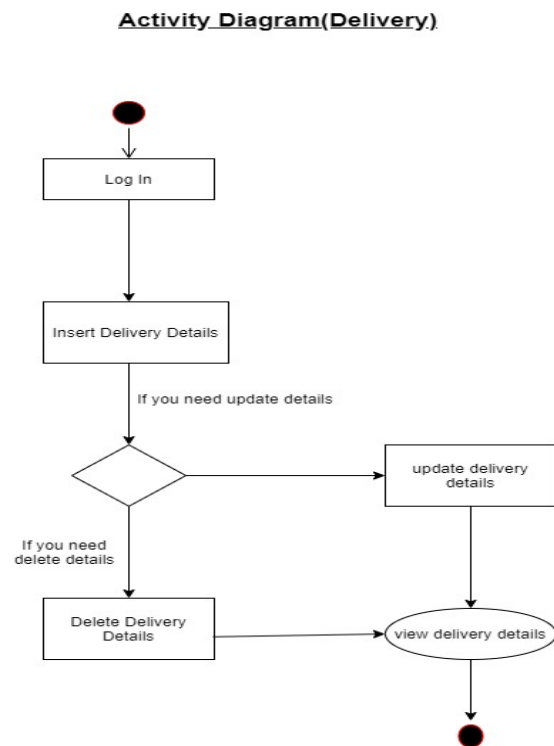 Activity Diagram(Delivery)
Log In
Insert Delivery Details
If you need update details
update delivery
details
If you need
delete details
Delete Delivery
Details
view delivery details